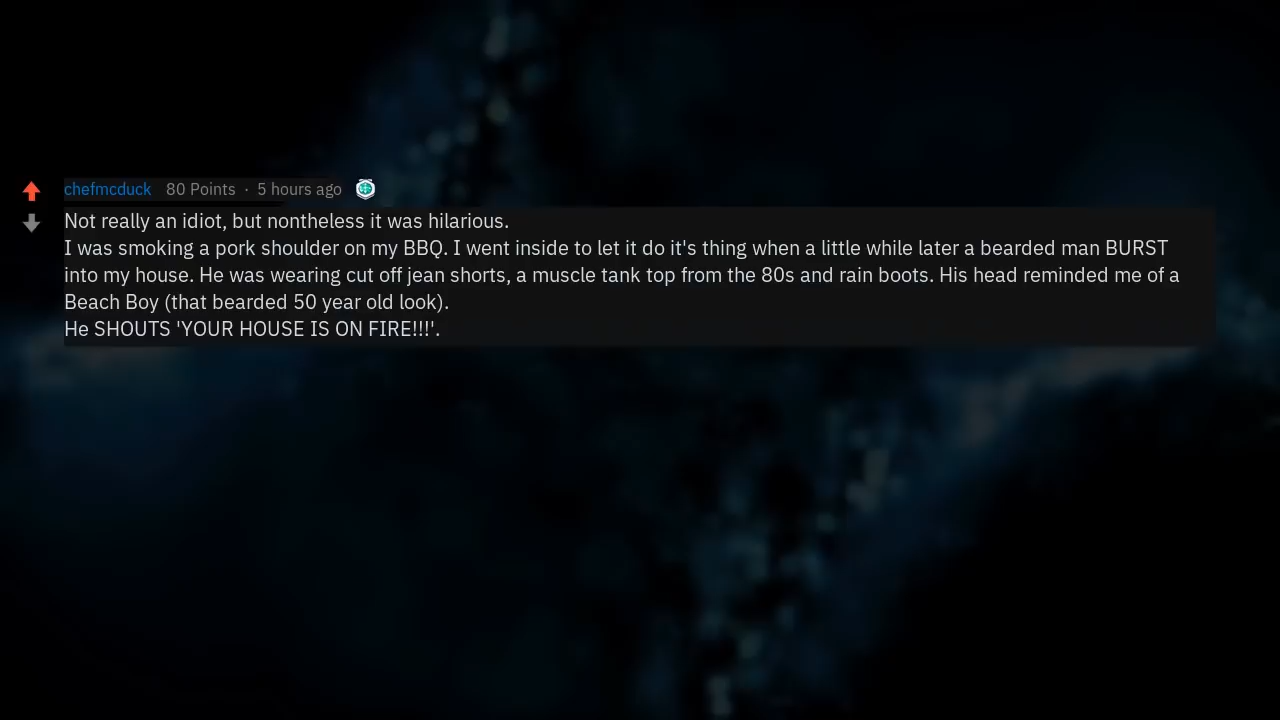 chefmcduck 80 Points · 5 hours ago
Not really an idiot, but nontheless it was hilarious.
I was smoking a pork shoulder on my BBQ. I went inside to let it do it's thing when a little while later a bearded man BURST
into my house. He was wearing cut off jean shorts, a muscle tank top from the 80s and rain boots. His head reminded me of a
Beach Boy (that bearded 50 year old look).
He SHOUTS 'YOUR HOUSE IS ON FIRE!!!'.